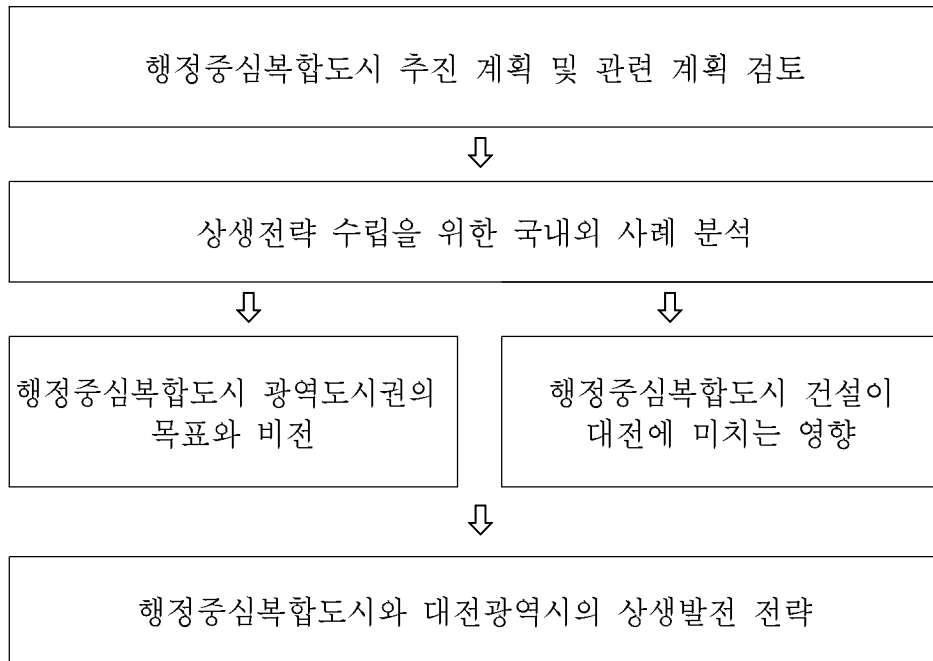 행정중심복합도시 추진 계획 및 관련 계획 검토
상생전략 수립을 위한 국내외 사례 분석
행정중심복합도시 광역도시권의
목표와 비전
행정중심복합도시 건설이
대전에 미치는 영향
행정중심복합도시와 대전광역시의 상생발전 전략